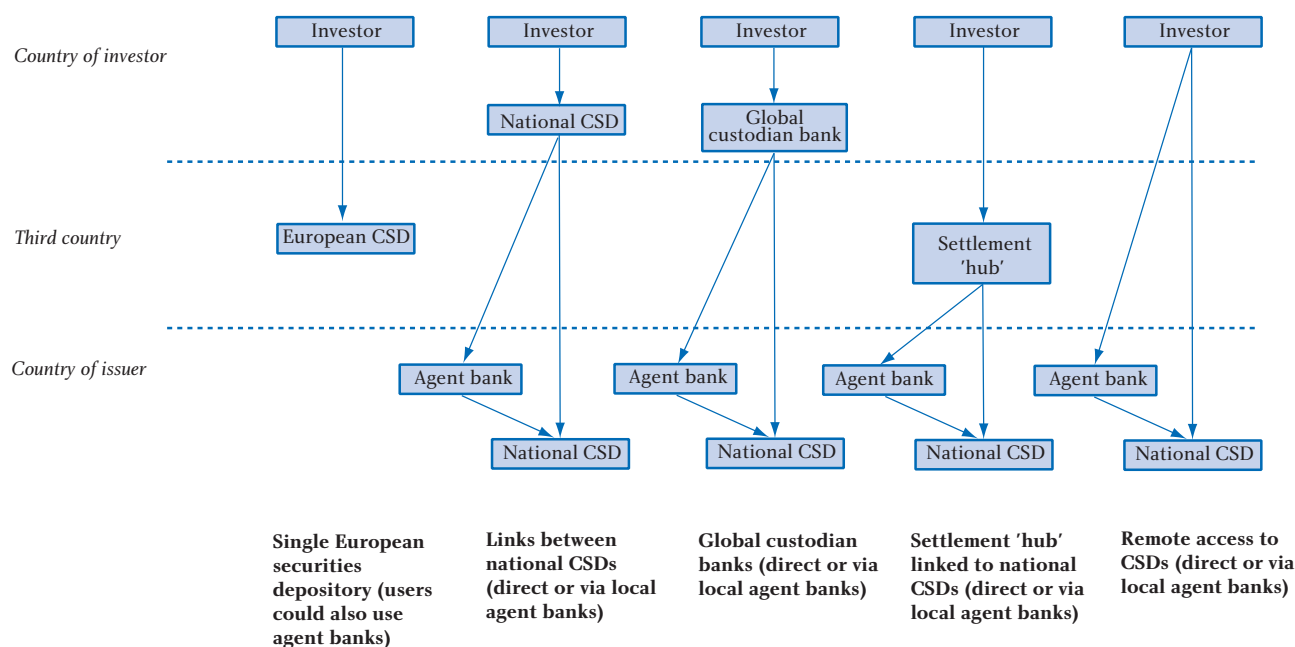 Investor
Investor
Investor
Investor
Investor
Country of investor
National CSD
Global
custodian bank
Third country
European CSD
Settlement
'hub'
Country of issuer
Agent bank
Agent bank
Agent bank
Agent bank
National CSD
National CSD
National CSD
National CSD
Single European
securities
depository (users
could also use
agent banks)
Links between
national CSDs
(direct or via local
agent banks)
Global custodian
banks (direct or via
local agent banks)
Settlement 'hub'
linked to national
CSDs (direct or via
local agent banks)
Remote access to
CSDs (direct or via
local agent banks)